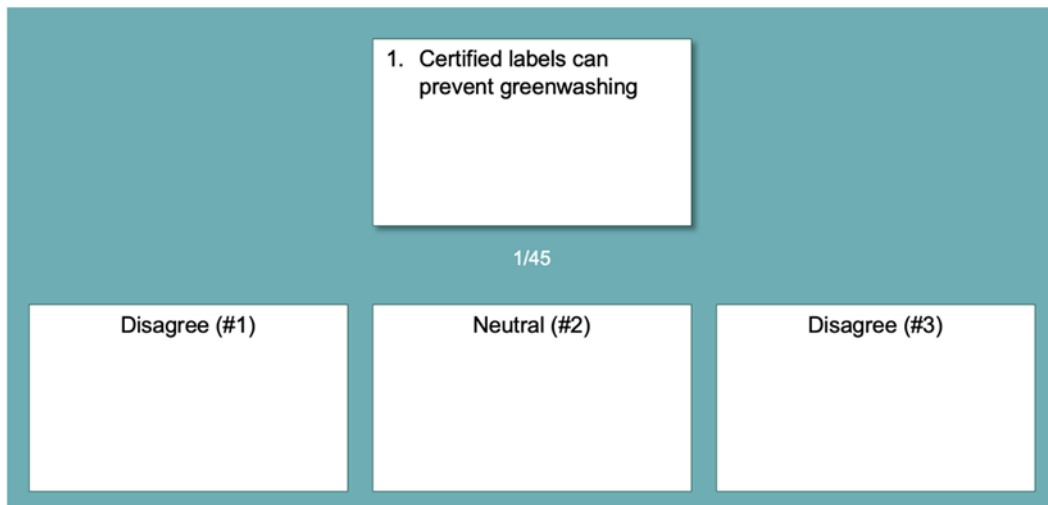 1. Certified labels can
prevent greenwashing
1/45
Disagree (#1)
Neutral (#2)
Disagree (#3)